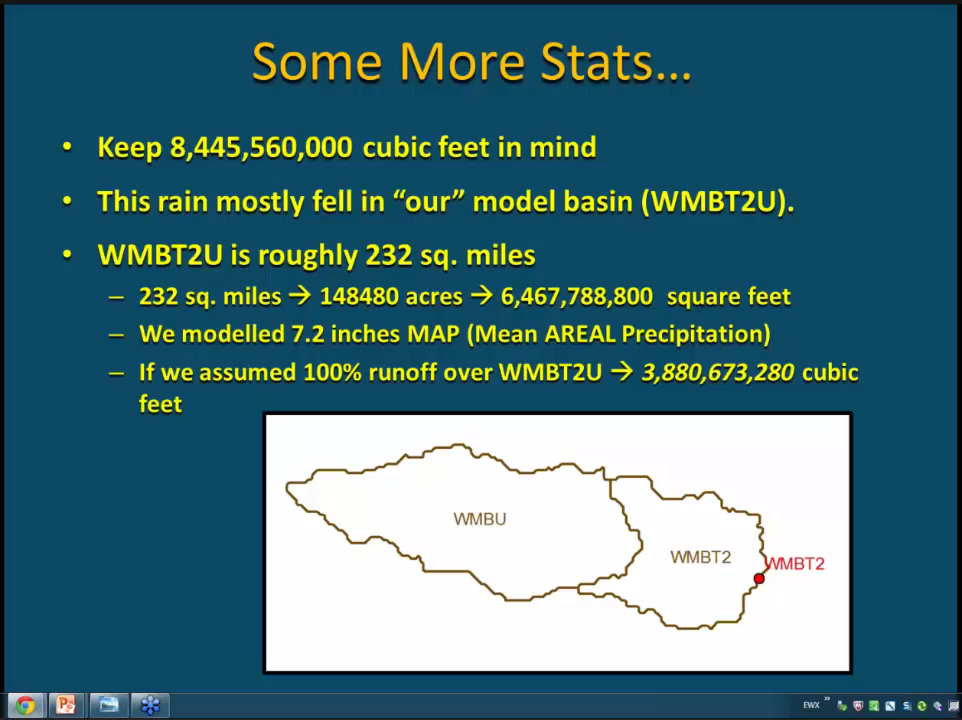 Some More Stats…
• Keep 8,445,560,000 cubic feet in mind
• This rain mostly fell in “our” model basin (WMBT2U).
• WMBT2U is roughly 232 sq. miles
– 232 sq. miles → 148480 acres → 6,467,788,800 square feet
– We modelled 7.2 inches MAP (Mean AREAL Precipitation)
– If we assumed 100% runoff over WMBT2U → 3,880,673,280 cubic
feet
WMBU
WMBT2
WMBT2
EWX